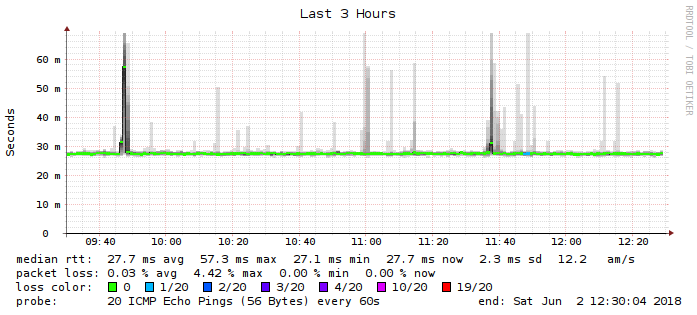 Last 3 Hours
RRDTOOL / TOBI OETIKER
Seconds
60 m
50 m
40 m
30 m
20 m
10 m
0
09:40 10:00 10:20 10:40 11:00 11:20 11:40 12:00 12:20
median rtt: 27.7 ms avg 57.3 ms max 27.1 ms min 27.7 ms now 2.3 ms sd 12.2 am/s
packet loss: 0.03 % avg 4.42 % max 0.00 % min 0.00 % now
loss color: 0 1/20 2/20 3/20 4/20 10/20 19/20
probe: 20 ICMP Echo Pings (56 Bytes) every 60s end: Sat Jun 2 12:30:04 2018